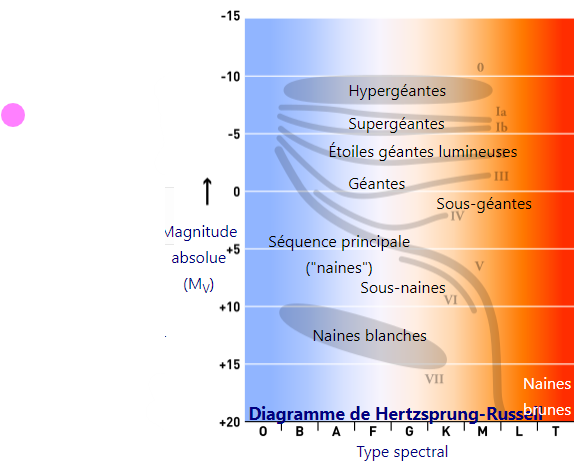 -15
-10
0
Hypergéantes
Ia
Supergéantes
Ib
-5
Étoiles géantes lumineuses
III
Géantes
0
Sous-géantes
IV
Magnitude
absolue
(MV)
Séquence principale
+5
("naines")
V
Sous-naines
VI
+10
Naines blanches
+15
VII
Naines
brunes
+20
Diagramme de Hertzsprung-Russell
O B A F G K M L T
Type spectral